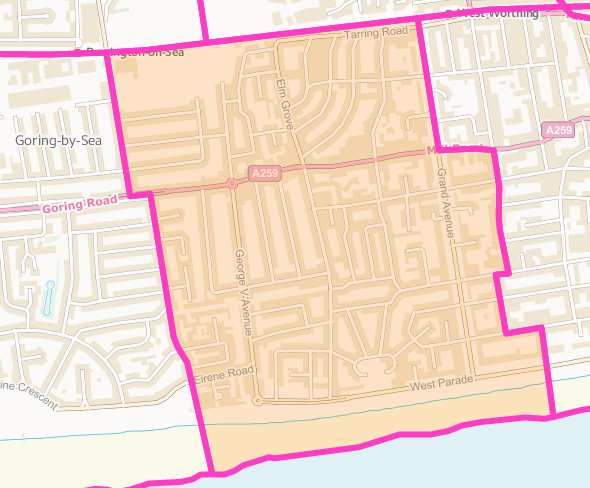 West Worthing
Tarring Road
Durrington-on-Sea
Elm Grove
A259
Goring-by-Sea
Mill Road
A259
Grand Avenue
Goring Road
George V Avenue
Eirene Road
West Parade
ine Crescent